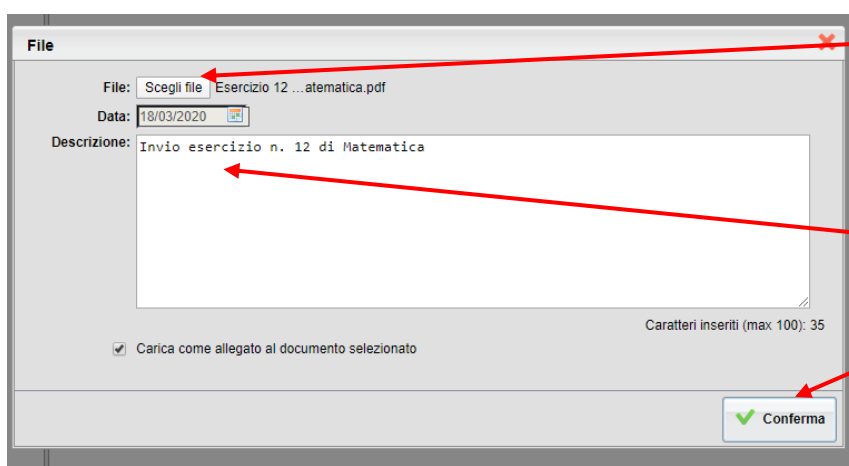 File
File: Scegli file Esercizio 12 ...atematica.pdf
Data: 18/03/2020
Descrizione: Invio esercizio n. 12 di Matematica
Caratteri inseriti (max 100): 35
Carica come allegato al documento selezionato
Conferma